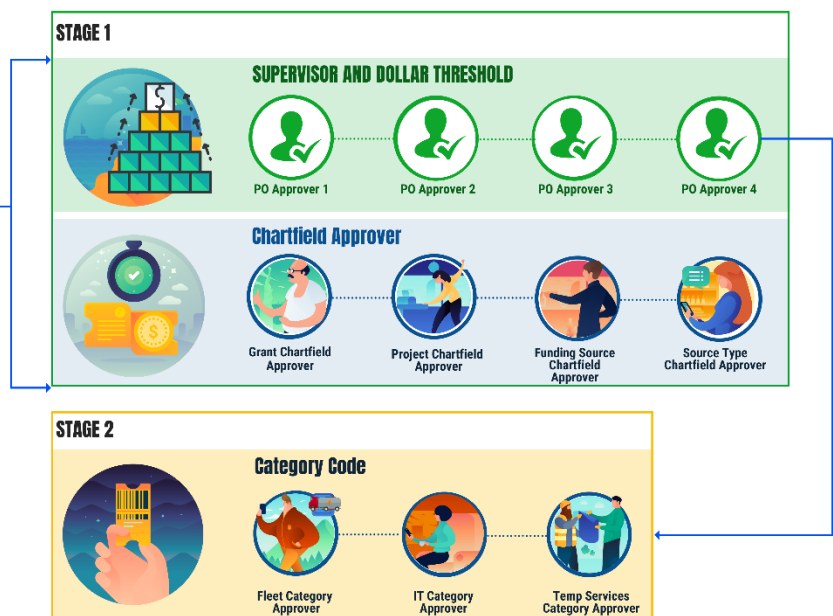 STAGE 1
SUPERVISOR AND DOLLAR THRESHOLD
PO Approver 1
PO Approver 2
PO Approver 3
PO Approver 4
Chartfield Approver
Grant Chartfield
Approver
Project Chartfield
Approver
Funding Source
Chartfield
Approver
Source Type
Chartfield Approver
STAGE 2
Category Code
Fleet Category
Approver
IT Category
Approver
Temp Services
Category Approver